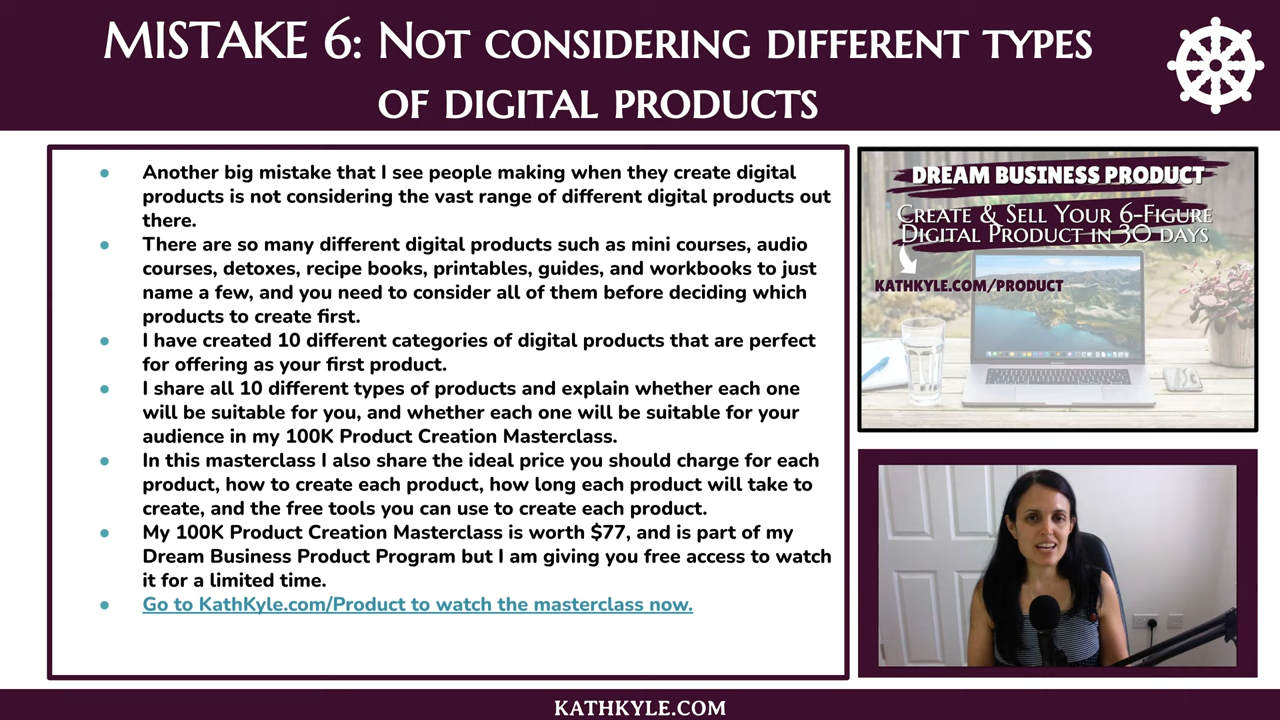 MISTAKE 6: Not considering different types
of digital products
Another big mistake that I see people making when they create digital
products is not considering the vast range of different digital products out
there.
There are so many different digital products such as mini courses, audio
courses, detoxes, recipe books, printables, guides, and workbooks to just
name a few, and you need to consider all of them before deciding which
products to create first.
I have created 10 different categories of digital products that are perfect
for offering as your first product.
I share all 10 different types of products and explain whether each one
will be suitable for you, and whether each one will be suitable for your
audience in my 100K Product Creation Masterclass.
In this masterclass I also share the ideal price you should charge for each
product, how to create each product, how long each product will take to
create, and the free tools you can use to create each product.
My 100K Product Creation Masterclass is worth $77, and is part of my
Dream Business Product Program but I am giving you free access to watch
it for a limited time.
Go to KathKyle.com/Product to watch the masterclass now.
DREAM BUSINESS PRODUCT
Create & Sell Your 6-Figure
Digital Product in 30 days
KATHKYLE.COM/PRODUCT
KATHKYLE.COM